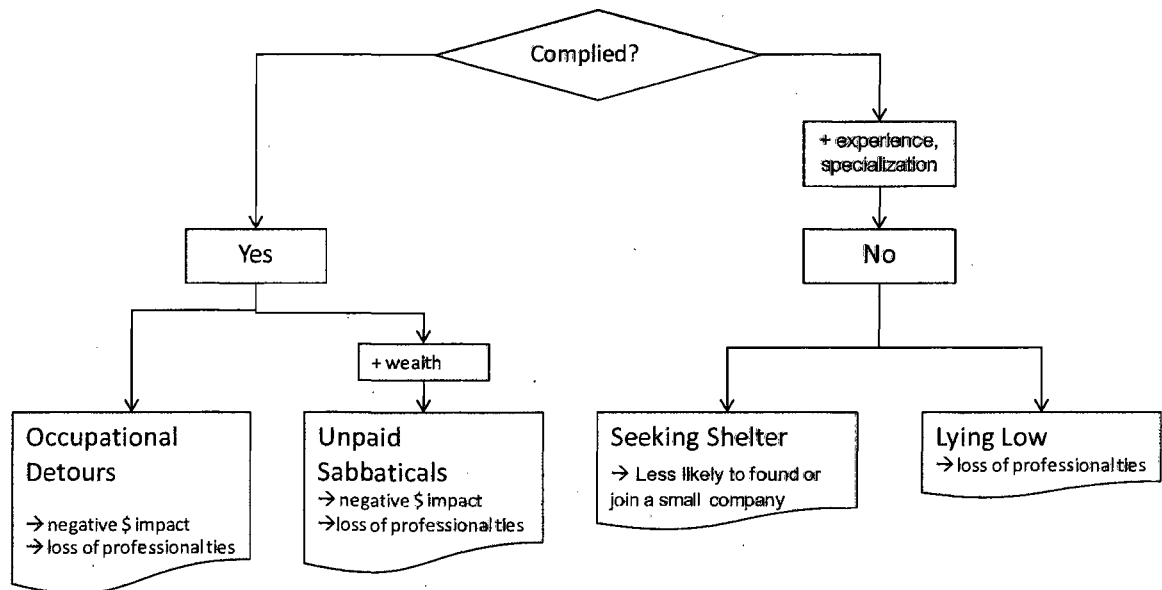 Complied?
+ experience,
specialization
Yes
No
+ wealth
Occupational
Detours
→ negative $ impact
→ loss of professional ties
Unpaid
Sabbaticals
→ negative $ impact
→ loss of professional ties
Seeking Shelter
→ Less likely to found or
join a small company
Lying Low
→ loss of professional ties